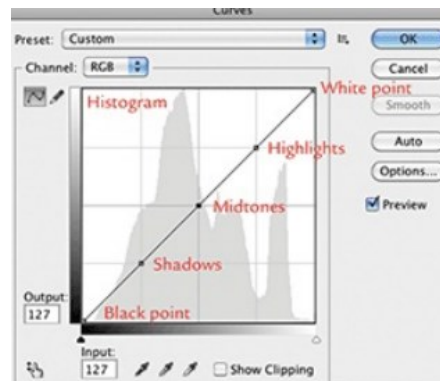 Curves
Preset: Custom
OK
Channel: RGB
Cancel
Histogram
White point
Smooth
Highlights
Auto
Options...
Midtones
Preview
Shadows
Output:
127
Black point
Input:
127
Show Clipping